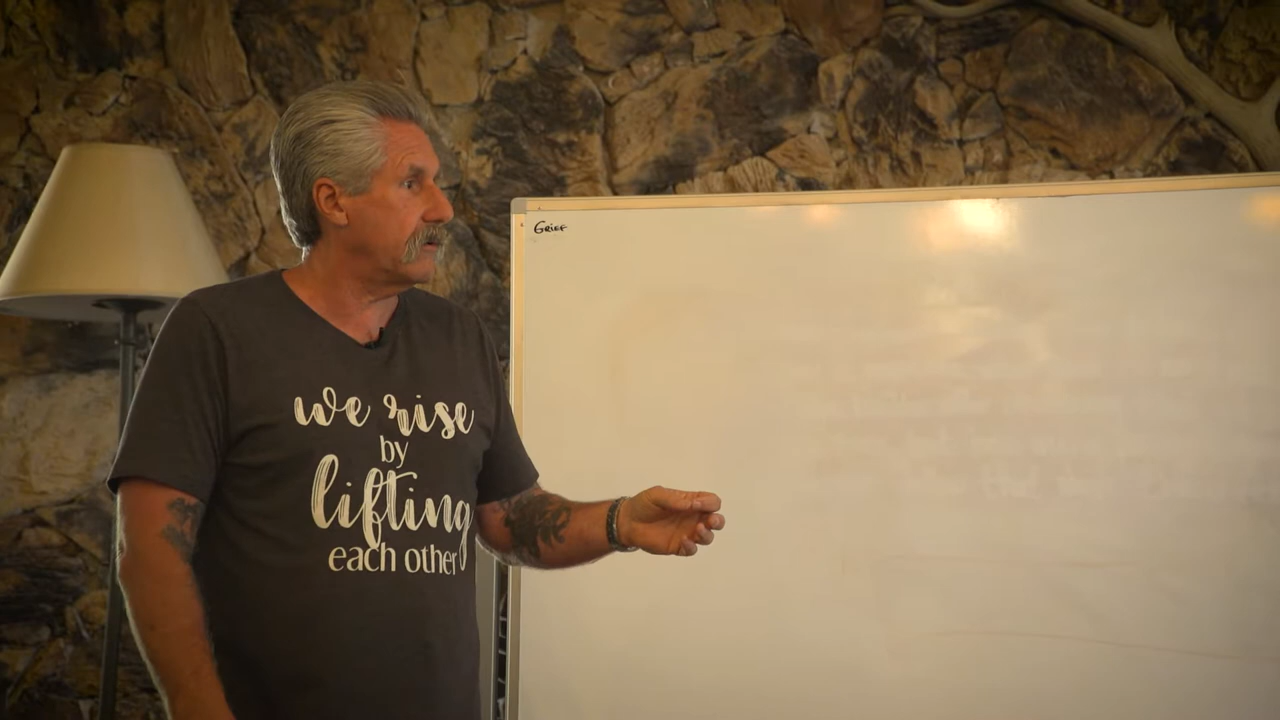 Grief
we rise
by
lifting
each other